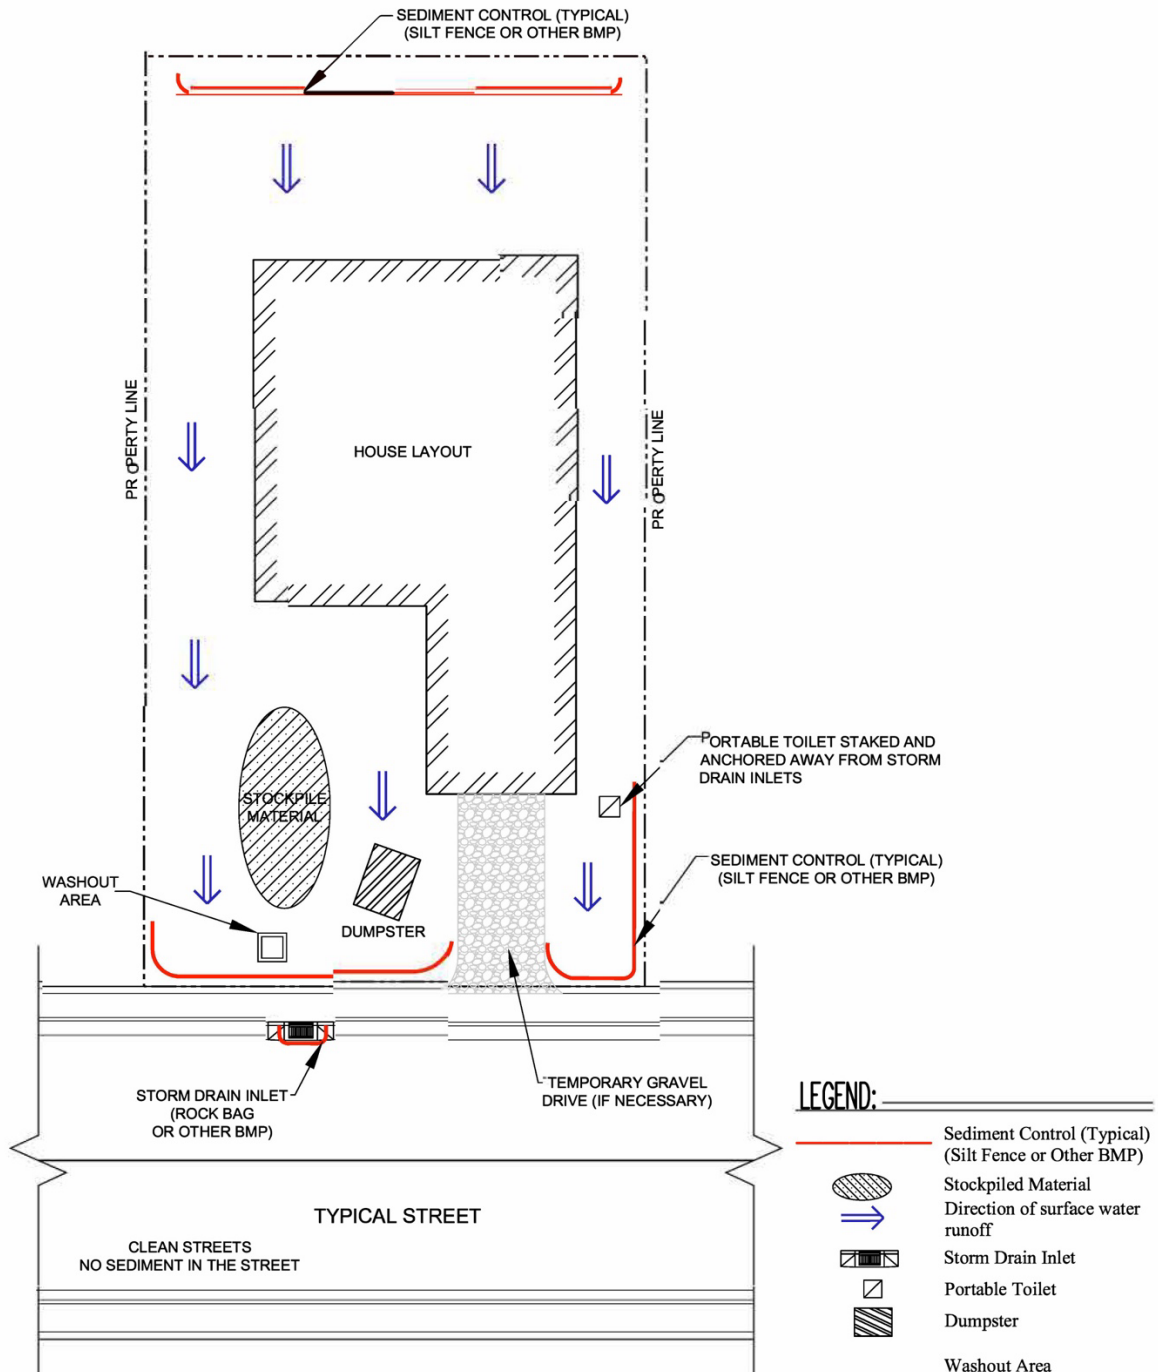 SEDIMENT CONTROL (TYPICAL)
(SILT FENCE OR OTHER BMP)
PROPERTY LINE
PROPERTY LINE
HOUSE LAYOUT
STOCKPILE
MATERIAL
PORTABLE TOILET STAKED AND
ANCHORED AWAY FROM STORM
DRAIN INLETS
SEDIMENT CONTROL (TYPICAL)
(SILT FENCE OR OTHER BMP)
WASHOUT
AREA
DUMPSTER
STORM DRAIN INLET
(ROCK BAG
OR OTHER BMP)
TEMPORARY GRAVEL
DRIVE (IF NECESSARY)
TYPICAL STREET
CLEAN STREETS
NO SEDIMENT IN THE STREET
LEGEND:
Sediment Control (Typical)
(Silt Fence or Other BMP)
Stockpiled Material
Direction of surface water
runoff
Storm Drain Inlet
Portable Toilet
Dumpster
Washout Area